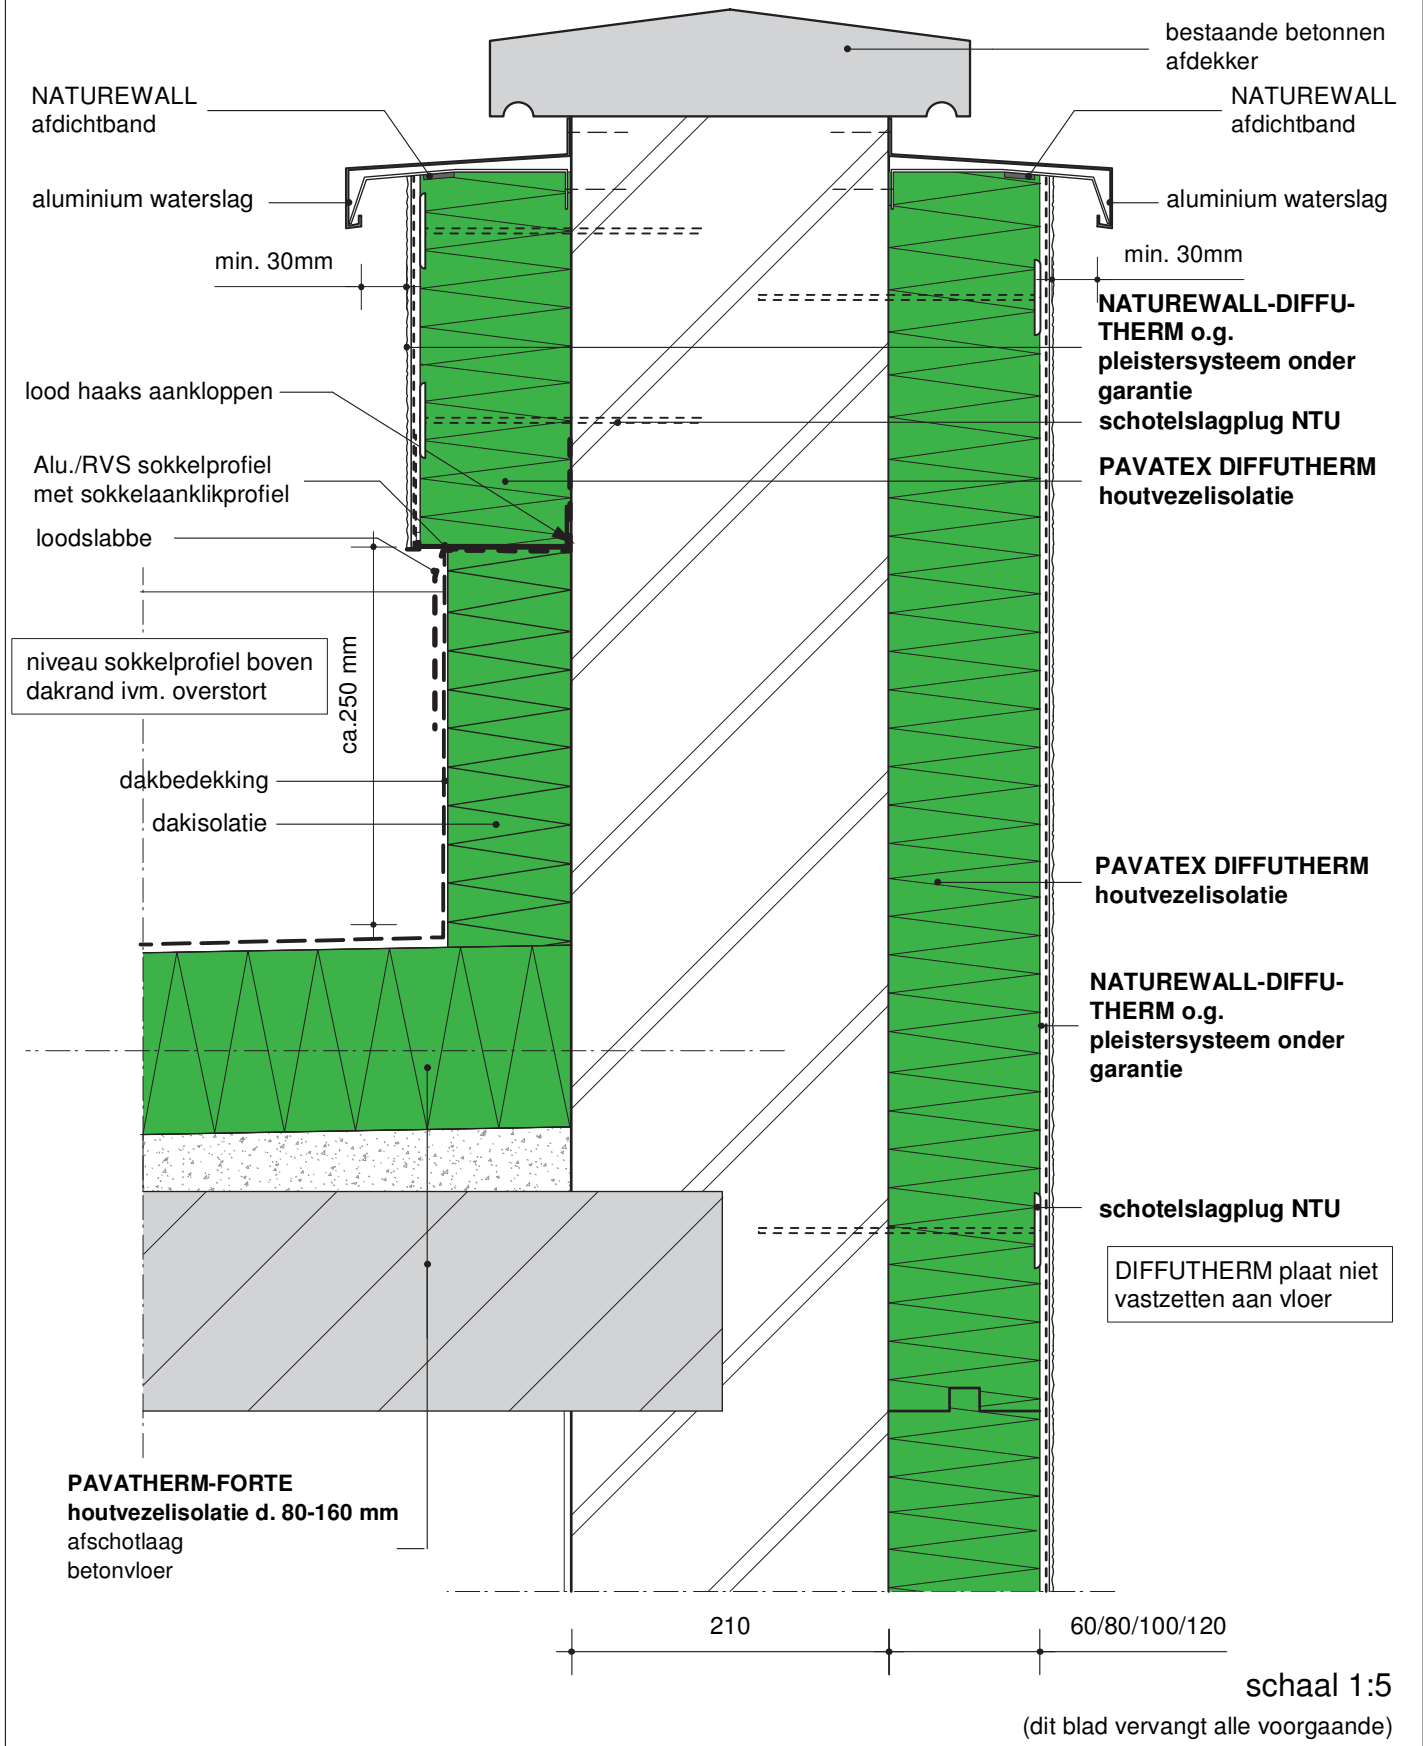 bestaande betonnen
afdekker
NATUREWALL
afdichtband
NATUREWALL
afdichtband
aluminium waterslag
aluminium waterslag
min. 30mm
min. 30mm
NATUREWALL-DIFFU-
THERM o.g.
pleistersysteem onder
garantie
schotelslagplug NTU
lood haaks aankloppen
Alu./RVS sokkelprofiel
met sokkelaanklikprofiel
PAVATEX DIFFUTHERM
houtvezelisolatie
loodslabbe
niveau sokkelprofiel boven
dakrand ivm. overstort
ca.250 mm
dakbedekking
dakisolatie
PAVATEX DIFFUTHERM
houtvezelisolatie
NATUREWALL-DIFFU-
THERM o.g.
pleistersysteem onder
garantie
schotelslagplug NTU
DIFFUTHERM plaat niet
vastzetten aan vloer
PAVATHERM-FORTE
houtvezelisolatie d. 80-160 mm
afschotlaag
betonvloer
210
60/80/100/120
schaal 1:5
(dit blad vervangt alle voorgaande)